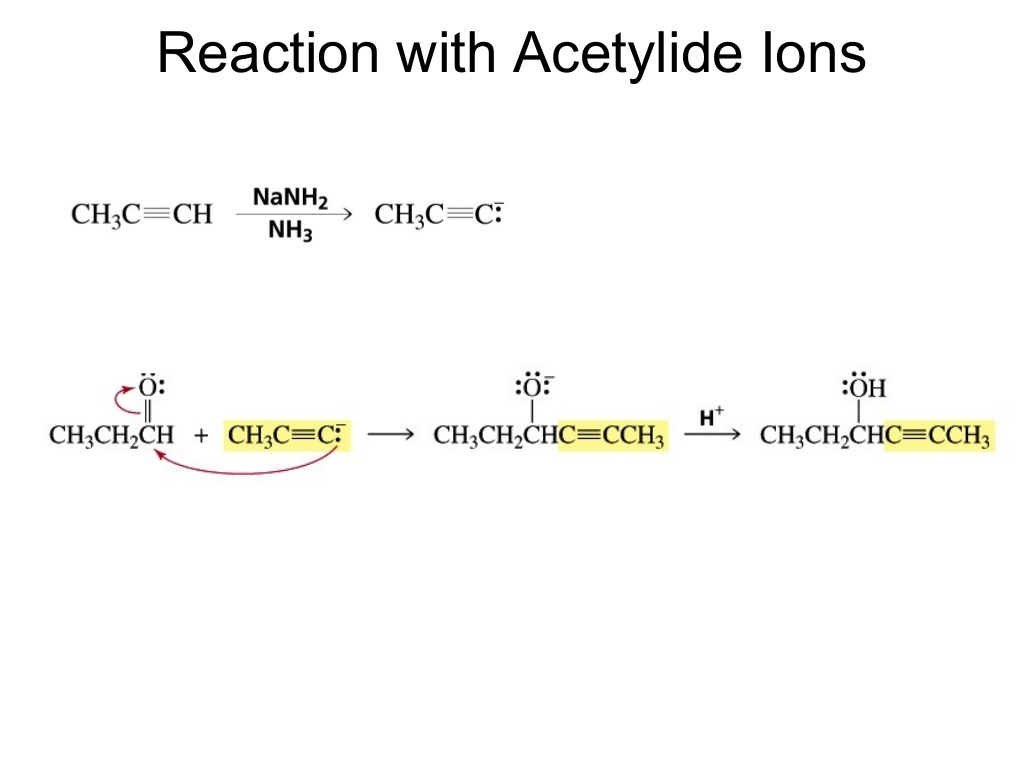 Reaction with Acetylide Ions
CH₃C≡CH NaNH₂ NH₃ ⟶ CH₃C≡C:⁻
:Ö :Ö:⁻ :ÖH
CH₃CH₂CH + CH₃C≡C:⁻ ⟶ CH₃CH₂CHC≡CCH₃ H⁺ ⟶ CH₃CH₂CHC≡CCH₃